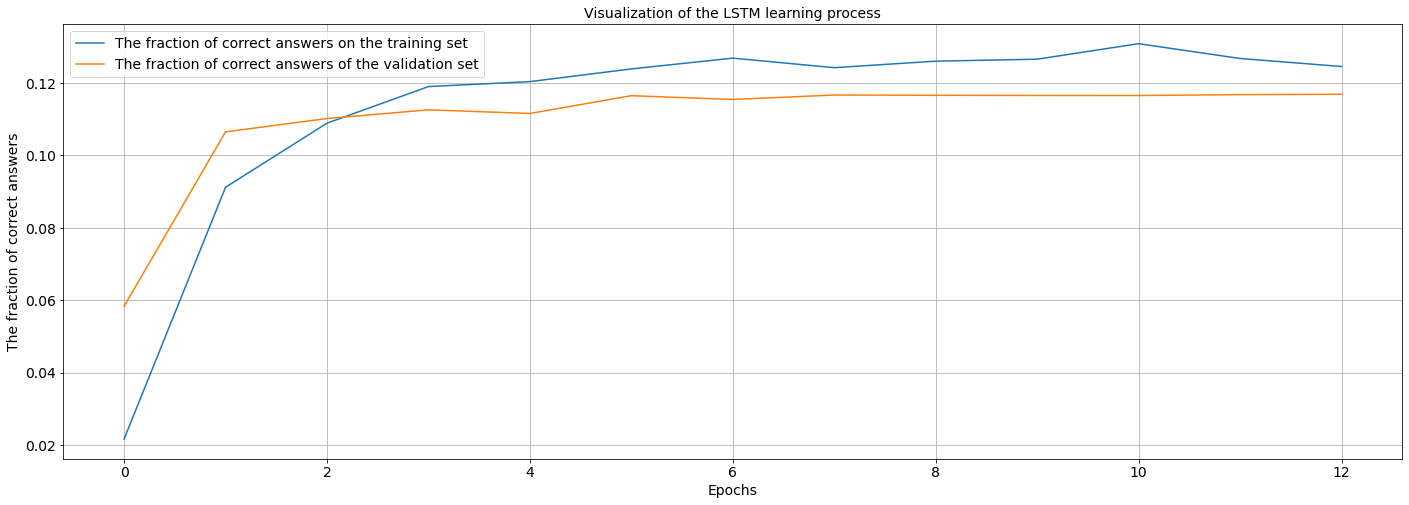 Visualization of the LSTM learning process
The fraction of correct answers on the training set
The fraction of correct answers of the validation set
The fraction of correct answers
0.12
0.10
0.08
0.06
0.04
0.02
0 2 4 6 8 10 12
Epochs